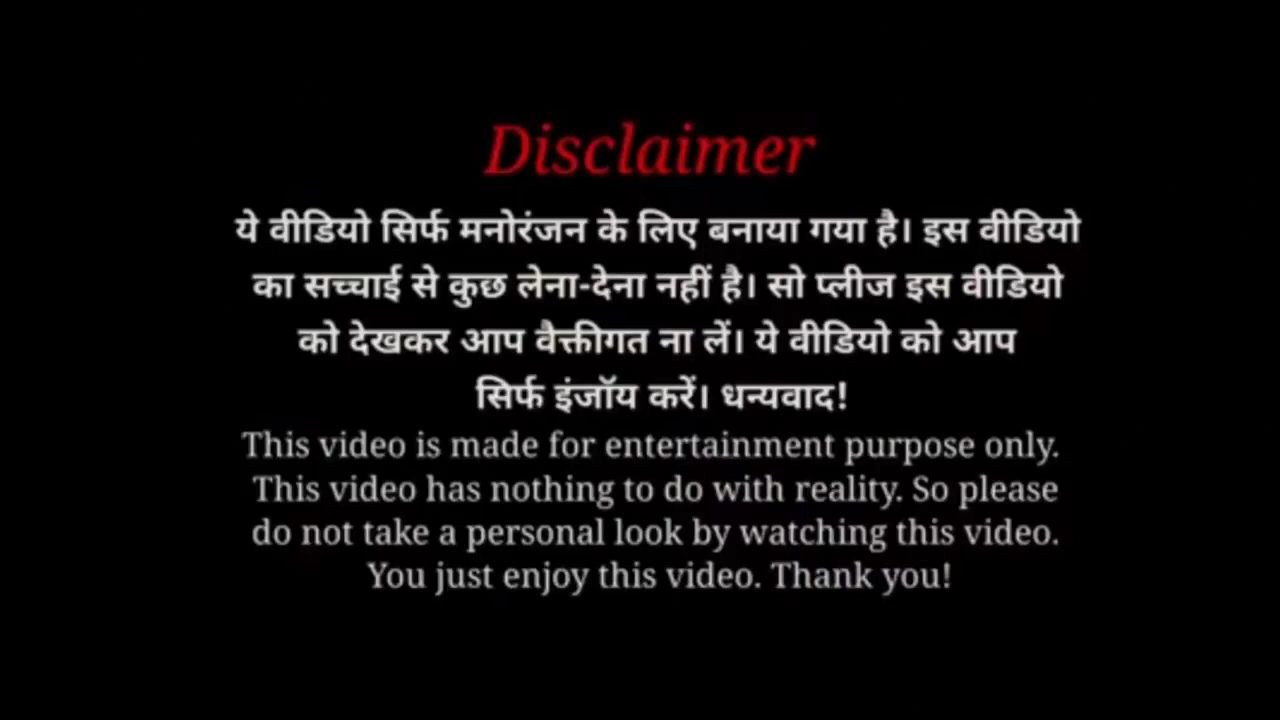 Disclaimer
ये वीडियो सिर्फ मनोरंजन के लिए बनाया गया है। इस वीडियो
का सच्चाई से कुछ लेना-देना नहीं है। सो प्लीज इस वीडियो
को देखकर आप वैक्तीगत ना लें। ये वीडियो को आप
सिर्फ इंजॉय करें। धन्यवाद!
This video is made for entertainment purpose only.
This video has nothing to do with reality. So please
do not take a personal look by watching this video.
You just enjoy this video. Thank you!